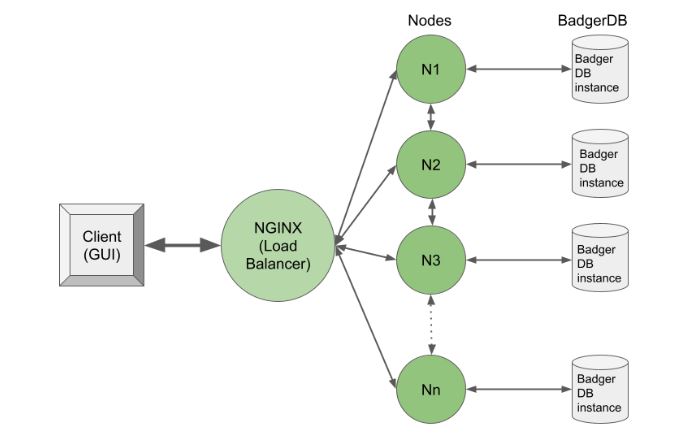 Nodes
BadgerDB
N1
Badger
DB
instance
N2
Badger
DB
instance
Client
(GUI)
NGINX
(Load
Balancer)
N3
Badger
DB
instance
Nn
Badger
DB
instance